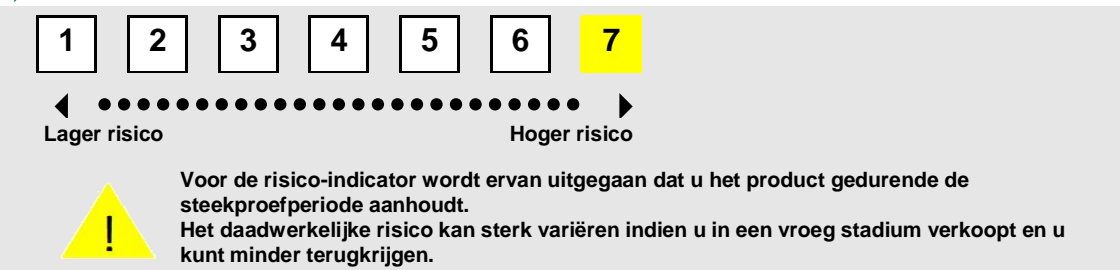 1 2 3 4 5 6 7
Lager risico Hoger risico
! Voor de risico-indicator wordt ervan uitgegaan dat u het product gedurende de
steekproefperiode aanhoudt.
Het daadwerkelijke risico kan sterk variëren indien u in een vroeg stadium verkoopt en u
kunt minder terugkrijgen.